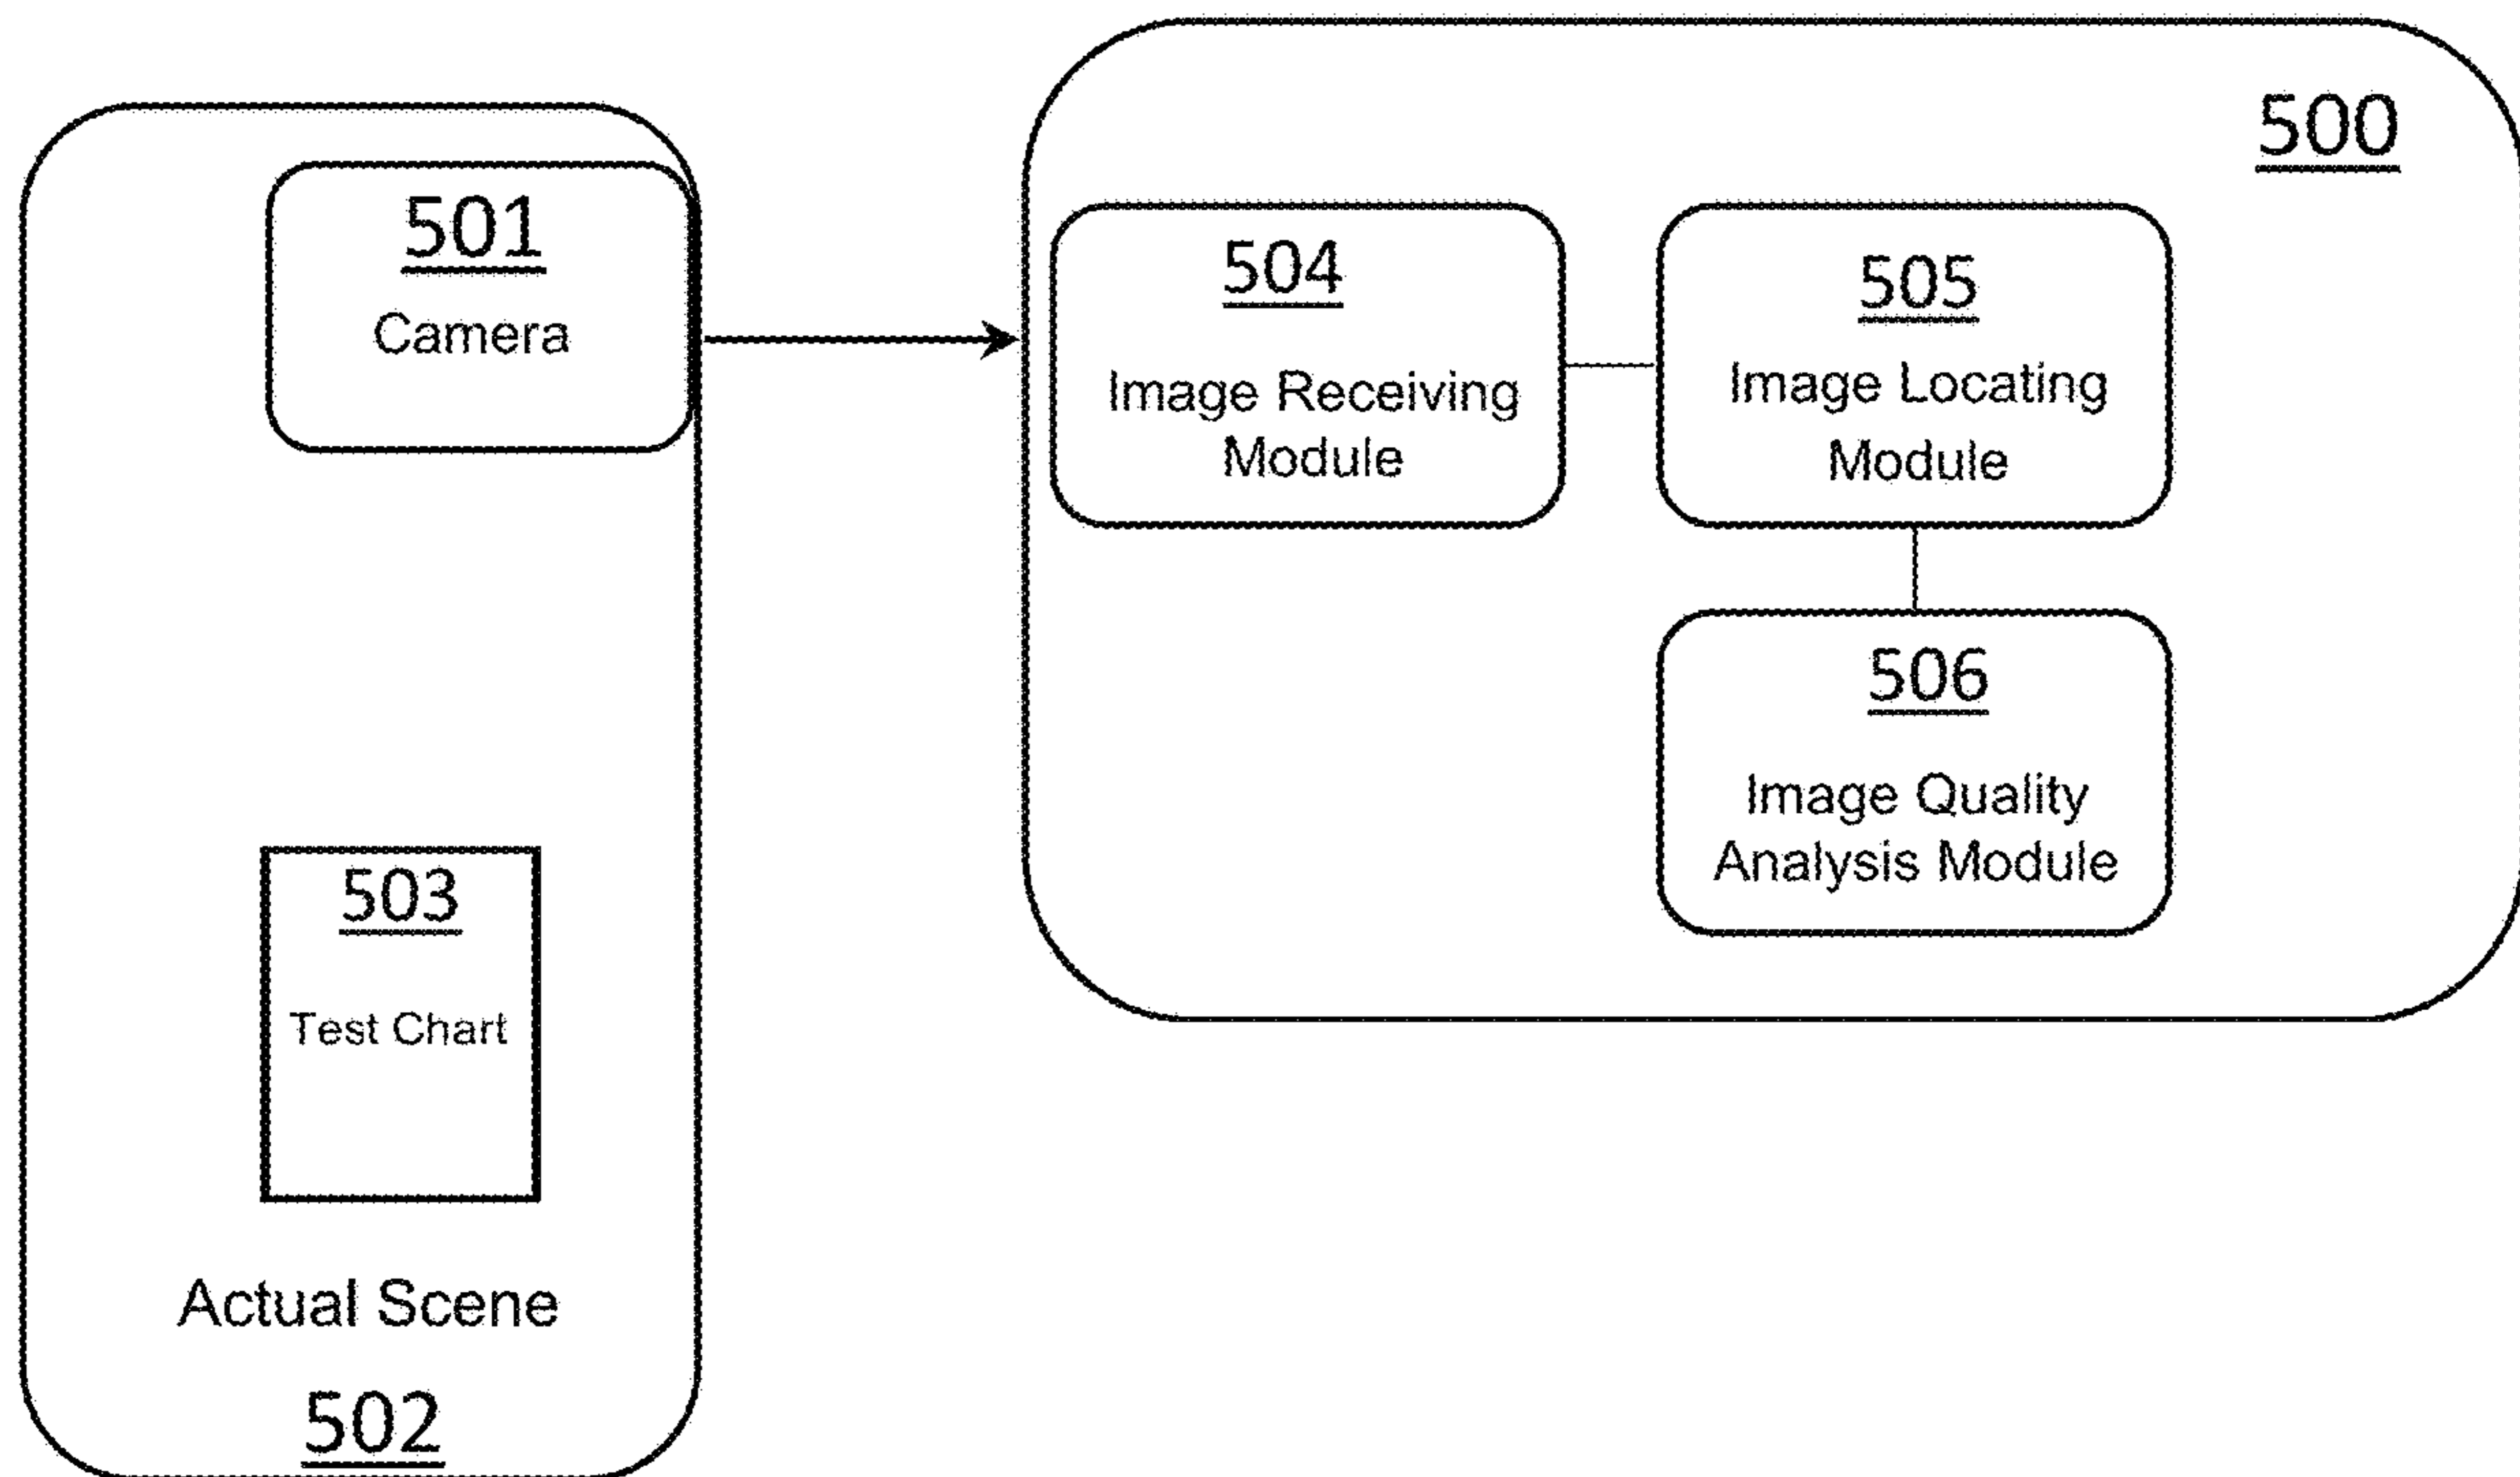 500
501
Camera
504
Image Receiving
Module
505
Image Locating
Module
506
Image Quality
Analysis Module
503
Test Chart
Actual Scene
502